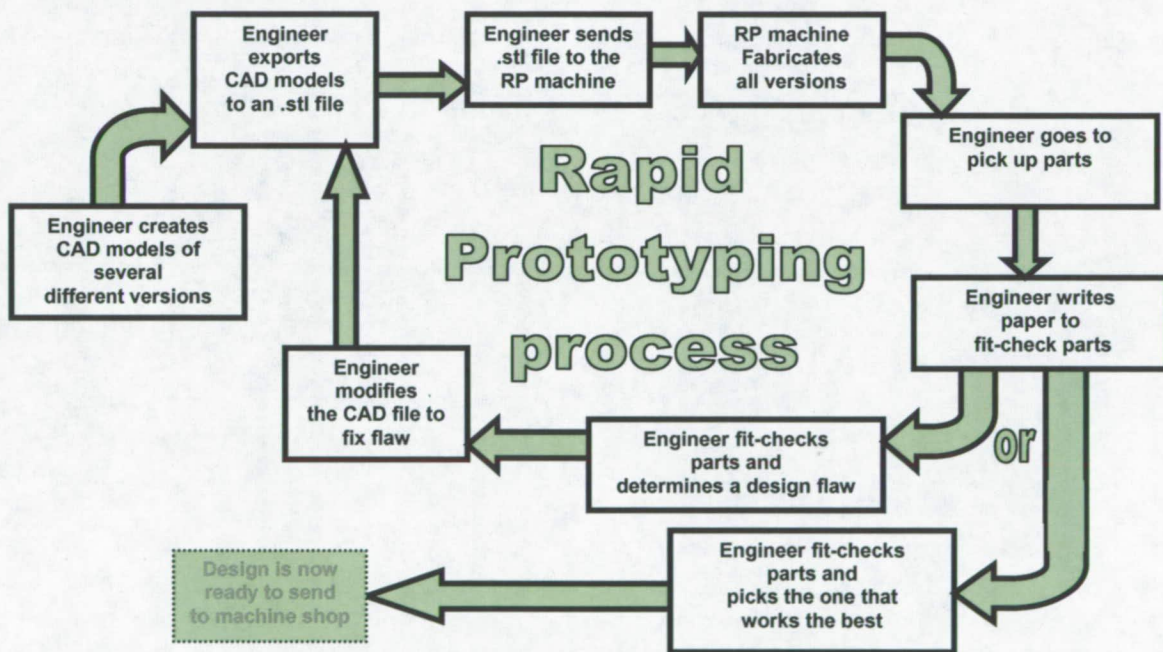 Engineer
exports
CAD models
to an .stl file
Engineer sends
.stl file to the
RP machine
RP machine
Fabricates
all versions
Engineer goes to
pick up parts
Engineer creates
CAD models of
several
different versions
Rapid
Prototyping
process
Engineer writes
paper to
fit-check parts
Engineer
modifies
the CAD file to
fix flaw
Engineer fit-checks
parts and
determines a design flaw
or
Engineer fit-checks
parts and
picks the one that
works the best
Design is now
ready to send
to machine shop